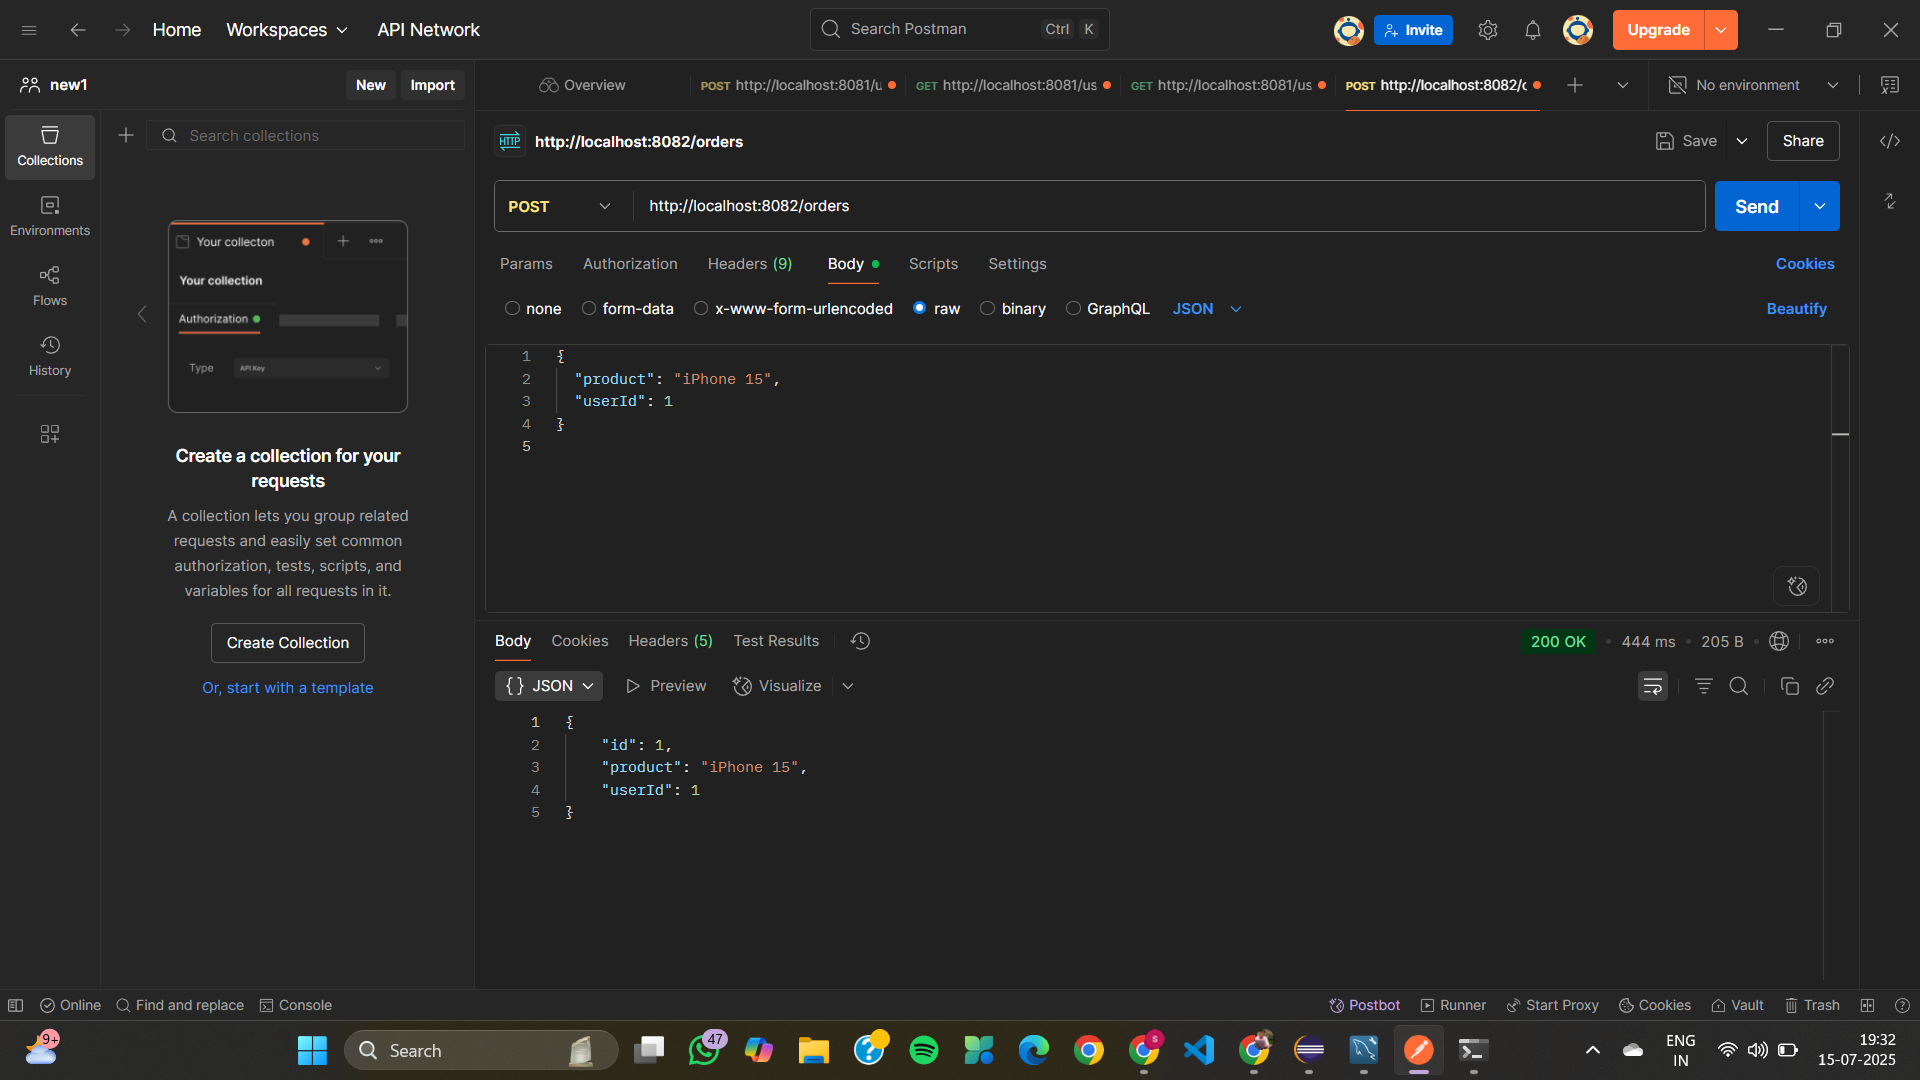 Home
Workspaces
API Network
Search Postman
Ctrl
K
Invite
Upgrade
new1
New
Import
Overview
POST http://localhost:8081/u
GET http://localhost:8081/us
GET http://localhost:8081/us
POST http://localhost:8082/c
No environment
Collections
Environments
Flows
History
Search collections
Your collecton
Your collection
Authorization
Type
API Key
Create a collection for your
requests
A collection lets you group related
requests and easily set common
authorization, tests, scripts, and
variables for all requests in it.
Create Collection
Or, start with a template
HTTP
http://localhost:8082/orders
Save
Share
POST
http://localhost:8082/orders
Send
Params
Authorization
Headers (9)
Body
Scripts
Settings
Cookies
none
form-data
x-www-form-urlencoded
raw
binary
GraphQL
JSON
Beautify
1 {
2 "product": "iPhone 15",
3 "userId": 1
4 }
5
Body
Cookies
Headers (5)
Test Results
200 OK
444 ms
205 B
{} JSON
Preview
Visualize
1 {
2 "id": 1,
3 "product": "iPhone 15",
4 "userId": 1
5 }
Online
Find and replace
Console
Postbot
Runner
Start Proxy
Cookies
Vault
Trash
9+
Search
47
s
ENG
IN
19:32
15-07-2025